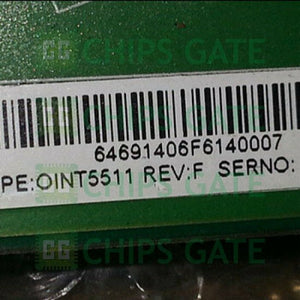 CHIPS GATE
64691406F6140007
PE:OINT5511 REV:F SERNO:
CHIPS GATE